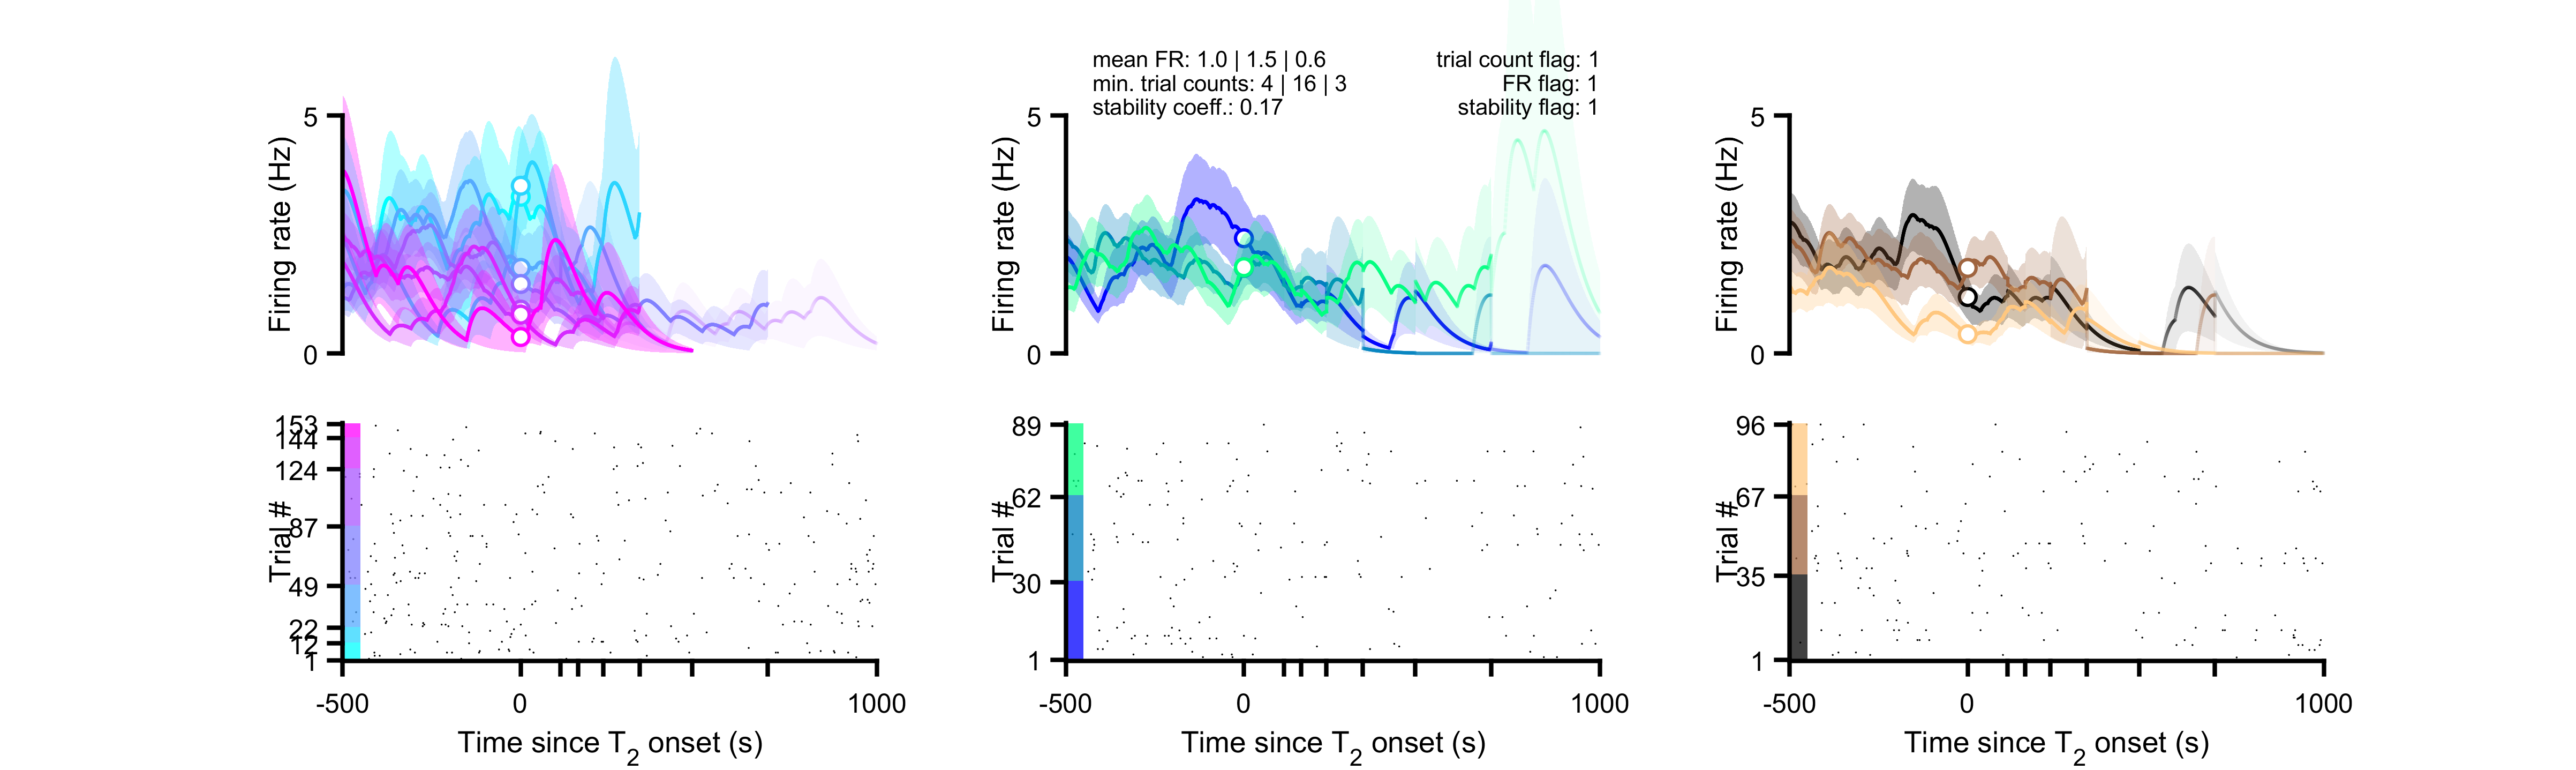 mean FR: 1.0 | 1.5 | 0.6
trial count flag: 1
min. trial counts: 4 | 16 | 3
FR flag: 1
stability coeff.: 0.17
stability flag: 1
5
0
Firing rate (Hz)
5
0
Firing rate (Hz)
5
0
Firing rate (Hz)
153
144
124
87
49
22
12
1
Trial #
-500
0
1000
Time since T2 onset (s)
89
62
30
1
Trial #
-500
0
1000
Time since T2 onset (s)
96
67
35
1
Trial #
-500
0
1000
Time since T2 onset (s)